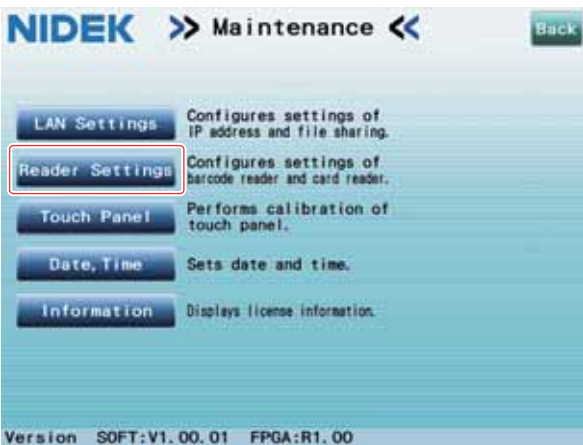 NIDEK >> Maintenance << Back
LAN Settings Configures settings of
IP address and file sharing.
Reader Settings Configures settings of
barcode reader and card reader.
Touch Panel Performs calibration of
touch panel.
Date, Time Sets date and time.
Information Displays license information.
Version SOFT:V1.00.01 FPGA:R1.00